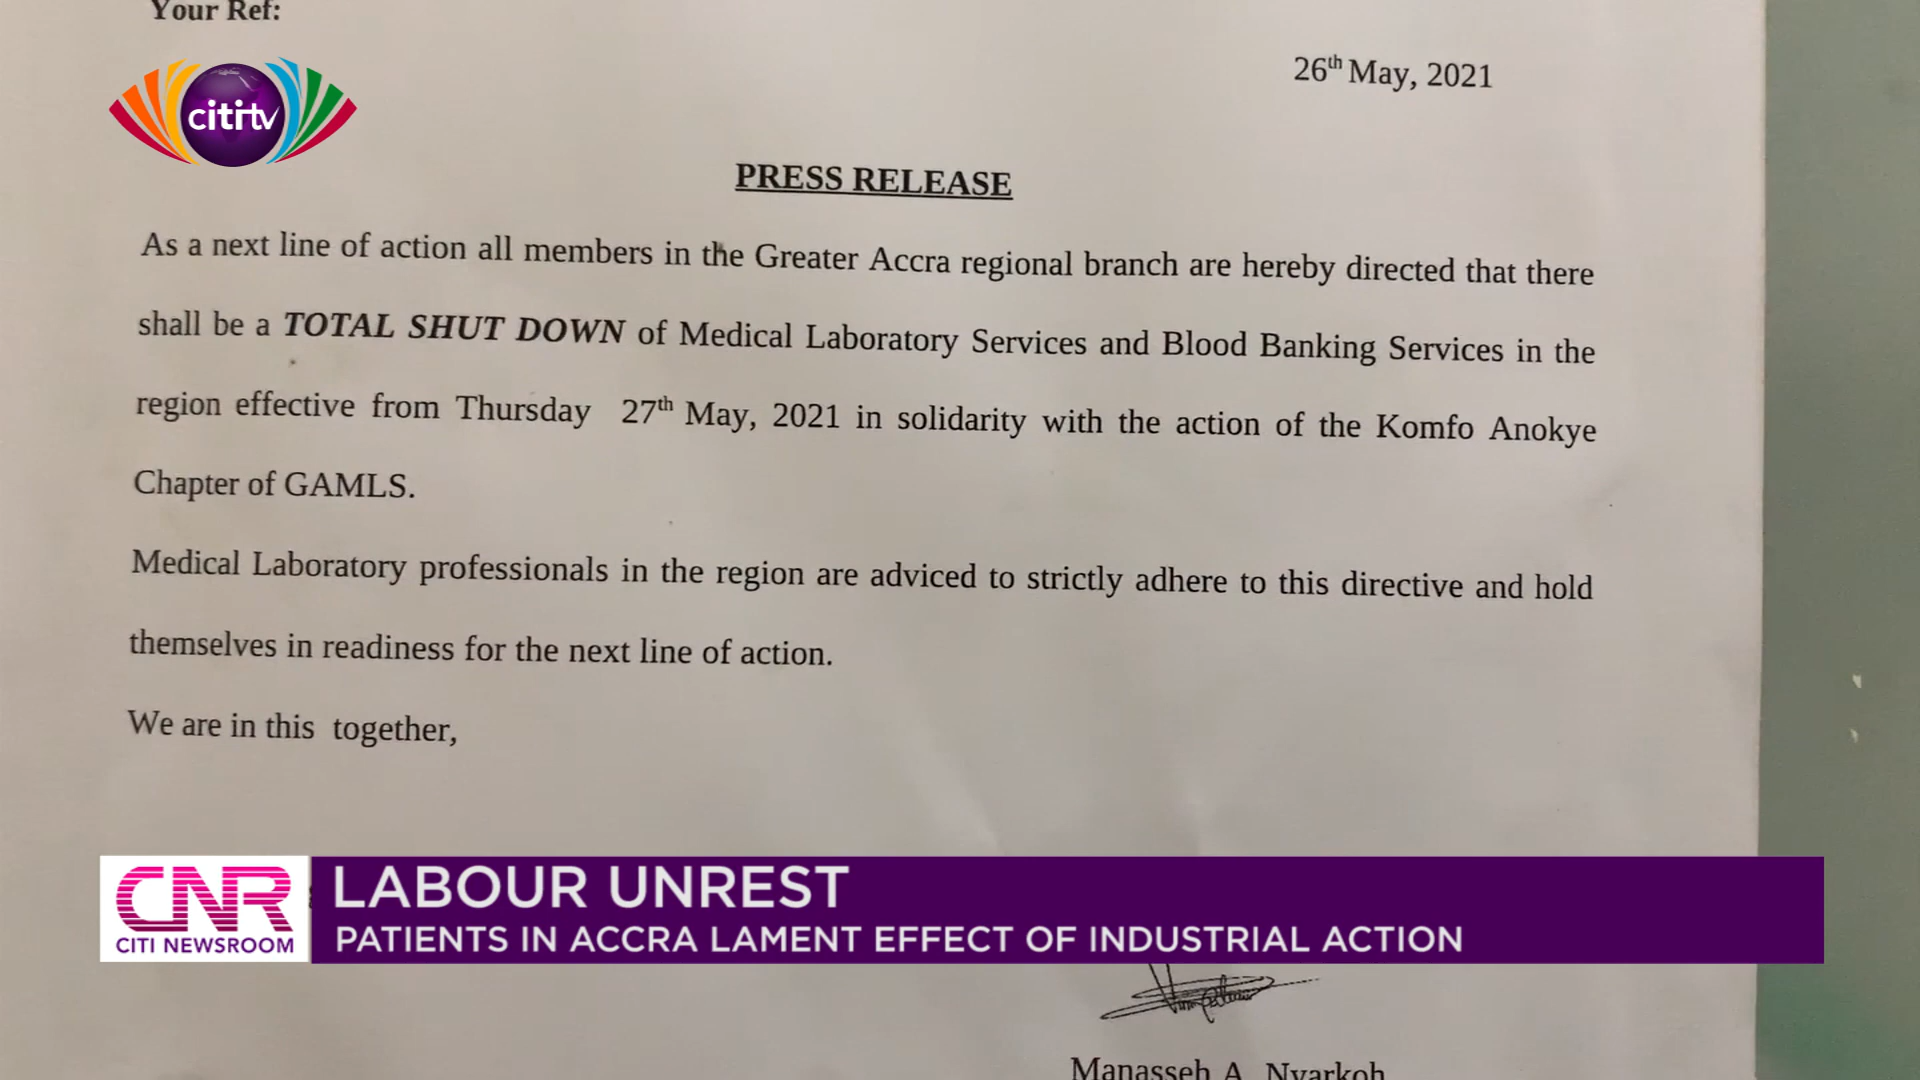 Your Ref:
26th May, 2021
cititv
PRESS RELEASE
As a next line of action all members in the Greater Accra regional branch are hereby directed that there
shall be a TOTAL SHUT DOWN of Medical Laboratory Services and Blood Banking Services in the
region effective from Thursday 27th May, 2021 in solidarity with the action of the Komfo Anokye
Chapter of GAMLS.
Medical Laboratory professionals in the region are adviced to strictly adhere to this directive and hold
themselves in readiness for the next line of action.
We are in this together,
CNR
CITI NEWSROOM
LABOUR UNREST
PATIENTS IN ACCRA LAMENT EFFECT OF INDUSTRIAL ACTION
Manasseh A. Nyarkoh